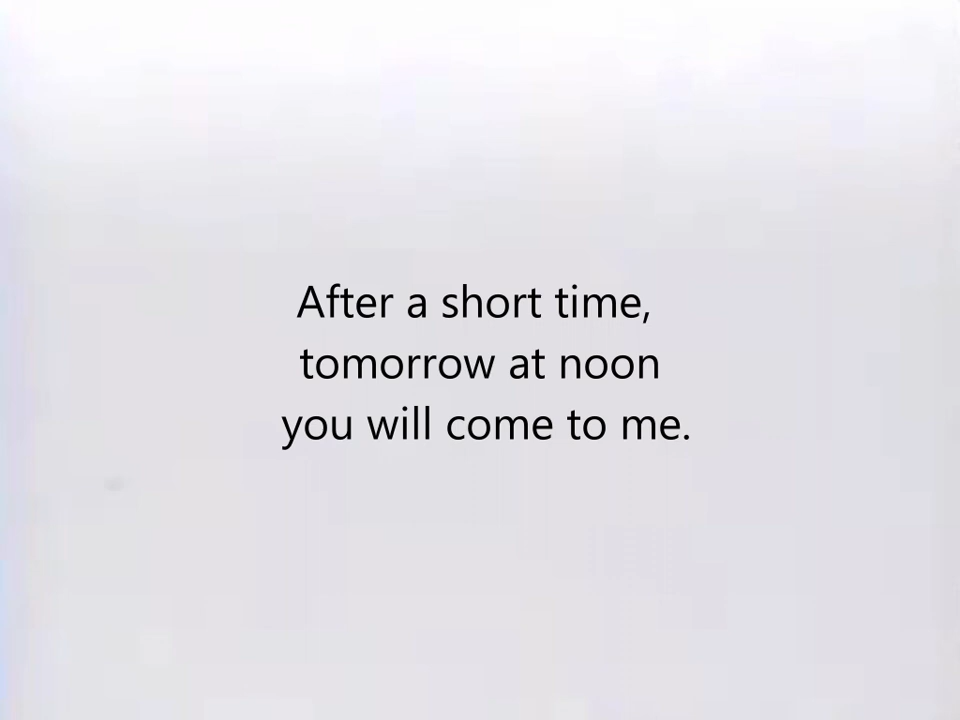 After a short time,
tomorrow at noon
you will come to me.